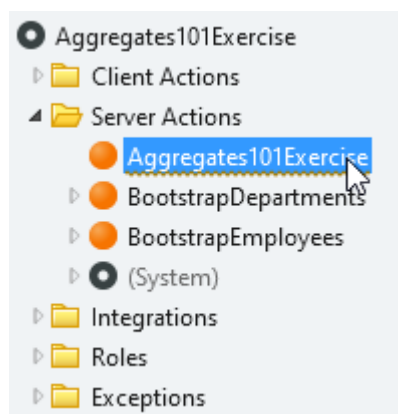 Aggregates101Exercise
Client Actions
Server Actions
Aggregates101Exercise
BootstrapDepartments
BootstrapEmployees
(System)
Integrations
Roles
Exceptions